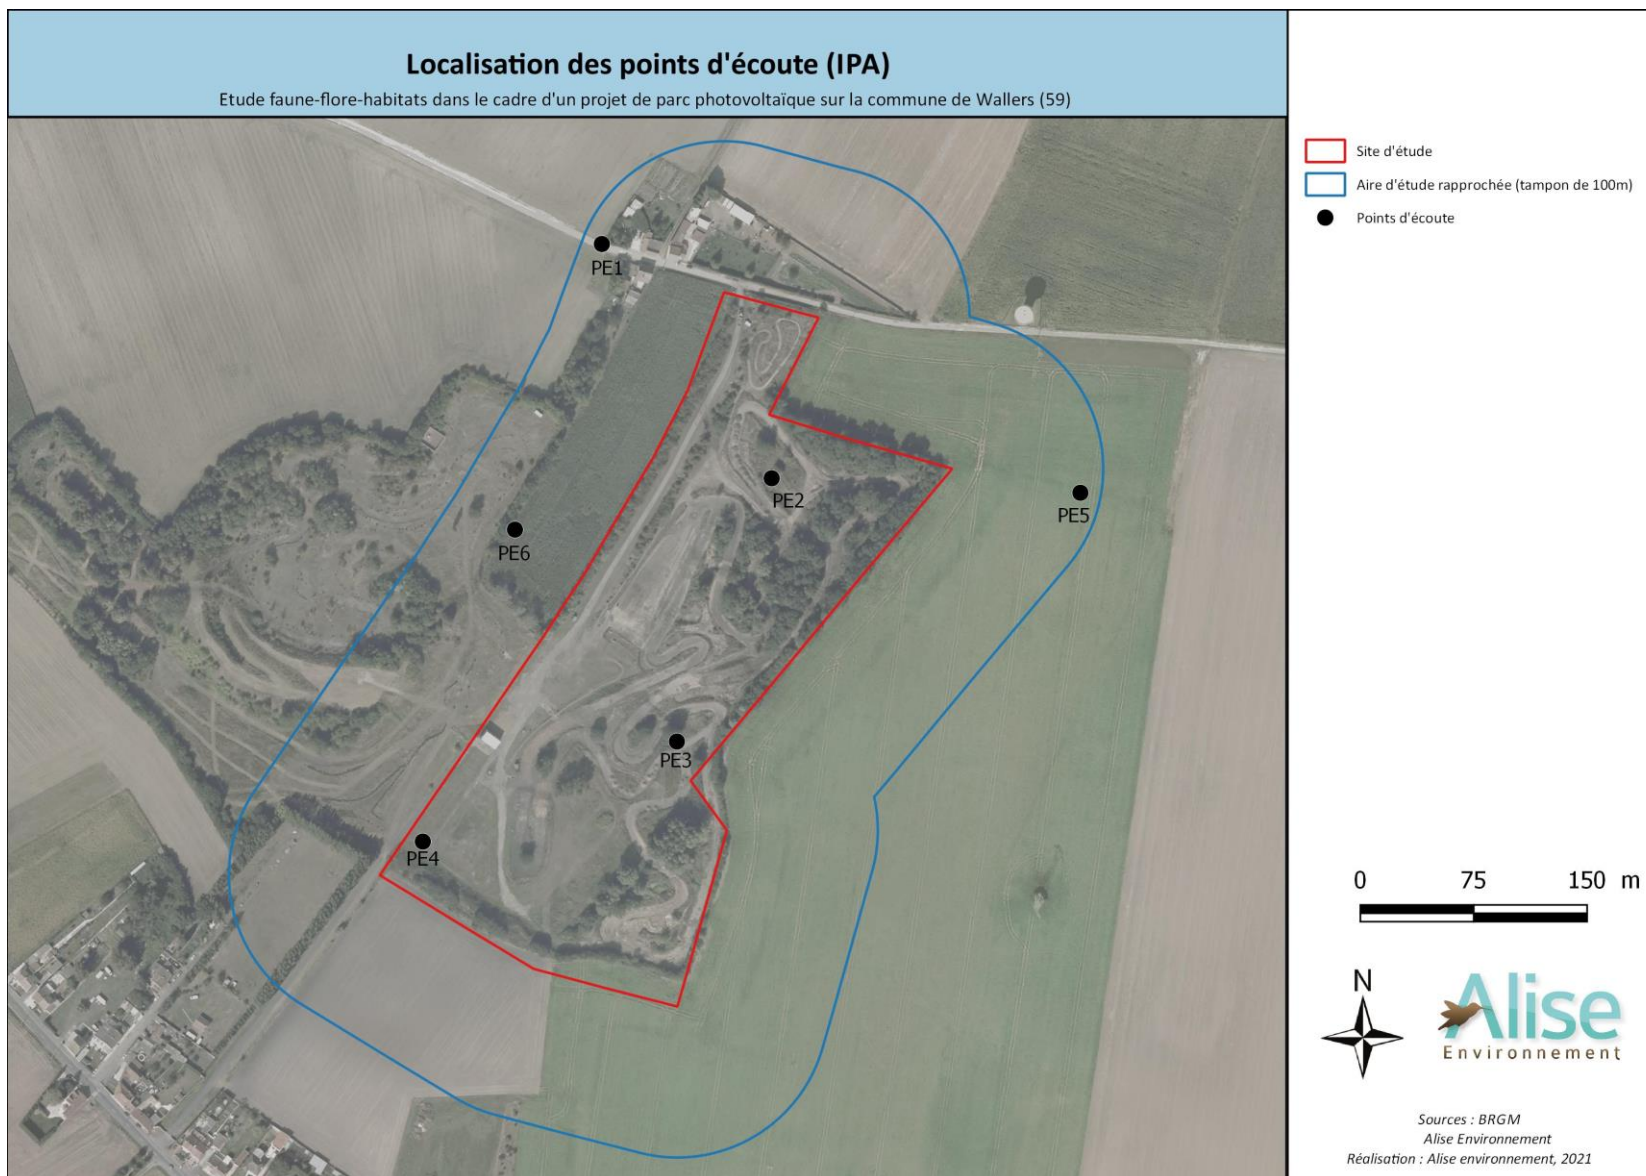 Localisation des points d'écoute (IPA)
Etude faune-flore-habitats dans le cadre d'un projet de parc photovoltaïque sur la commune de Wallers (59)
Site d'étude
Aire d'étude rapprochée (tampon de 100m)
Points d'écoute
PE1
PE2
PE5
PE6
PE3
PE4
0 75 150 m
N
Alise
Environnement
Sources : BRGM
Alise Environnement
Réalisation : Alise environnement, 2021